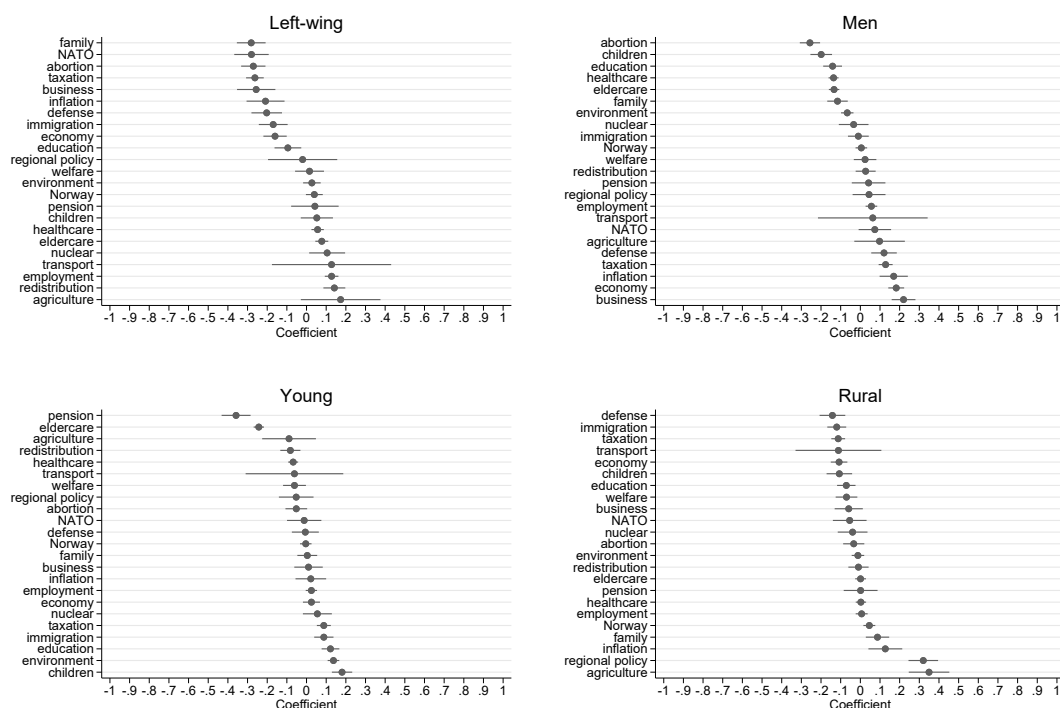 Left-wing
family
NATO
abortion
taxation
business
inflation
defense
immigration
economy
education
regional policy
welfare
environment
Norway
pension
children
healthcare
eldercare
nuclear
transport
employment
redistribution
agriculture
-1 -.9 -.8 -.7 -.6 -.5 -.4 -.3 -.2 -.1 0 .1 .2 .3 .4 .5 .6 .7 .8 .9 1
Coefficient
Men
abortion
children
education
healthcare
eldercare
family
environment
nuclear
immigration
Norway
welfare
redistribution
pension
regional policy
employment
transport
NATO
agriculture
defense
taxation
inflation
economy
business
-1 -.9 -.8 -.7 -.6 -.5 -.4 -.3 -.2 -.1 0 .1 .2 .3 .4 .5 .6 .7 .8 .9 1
Coefficient
Young
pension
eldercare
agriculture
redistribution
healthcare
transport
welfare
regional policy
abortion
NATO
defense
Norway
family
business
inflation
employment
economy
nuclear
taxation
immigration
education
environment
children
-1 -.9 -.8 -.7 -.6 -.5 -.4 -.3 -.2 -.1 0 .1 .2 .3 .4 .5 .6 .7 .8 .9 1
Coefficient
Rural
defense
immigration
taxation
transport
economy
children
education
welfare
business
NATO
nuclear
abortion
environment
redistribution
eldercare
pension
healthcare
employment
Norway
family
inflation
regional policy
agriculture
-1 -.9 -.8 -.7 -.6 -.5 -.4 -.3 -.2 -.1 0 .1 .2 .3 .4 .5 .6 .7 .8 .9 1
Coefficient